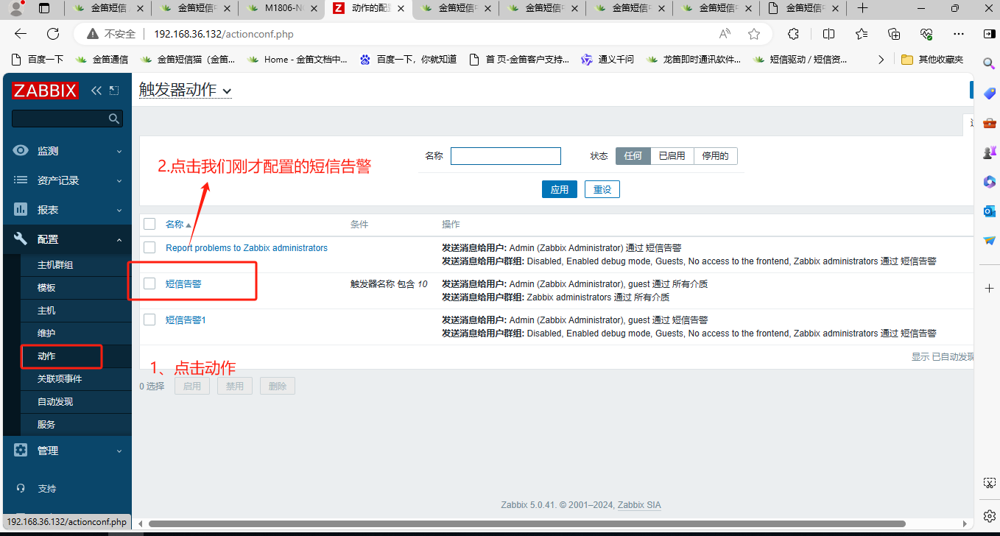 金笛短信
金笛短信中
M1806-N
动作的配置
金笛短信中
金笛短信中
金笛短信中
金笛短信中
金笛短信中
不安全
192.168.36.132/actionconf.php
百度一下
金笛通信
金笛短信猫（金笛...
Home - 金笛文档中...
百度一下，你就知道
首 页-金笛客户支持...
通义千问
龙笛即时通讯软件...
短信驱动 / 短信资...
其他收藏夹
ZABBIX
触发器动作
监测
资产记录
报表
配置
主机群组
模板
主机
维护
动作
关联项事件
自动发现
服务
管理
支持
192.168.36.132/actionconf.php
名称
状态
任何
已启用
停用的
2.点击我们刚才配置的短信告警
应用
重设
名称
条件
操作
Report problems to Zabbix administrators
发送消息给用户: Admin (Zabbix Administrator) 通过 短信告警
发送消息给用户群组: Disabled, Enabled debug mode, Guests, No access to the frontend, Zabbix administrators 通过 短信告警
短信告警
触发器名称 包含 10
发送消息给用户: Admin (Zabbix Administrator), guest 通过 所有介质
发送消息给用户群组: Zabbix administrators 通过 所有介质
短信告警1
发送消息给用户: Admin (Zabbix Administrator), guest 通过 短信告警
发送消息给用户群组: Disabled, Enabled debug mode, Guests, No access to the frontend, Zabbix administrators 通过 短信告警
显示 已自动发现
1、点击动作
0 选择
启用
禁用
删除
Zabbix 5.0.41. © 2001–2024, Zabbix SIA